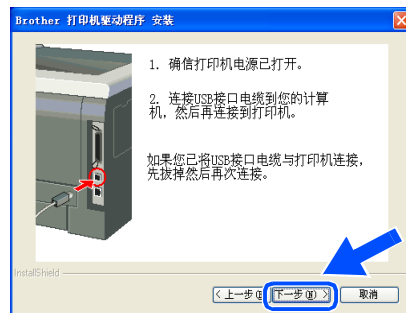 Brother 打印机驱动程序 安装
1. 确信打印机电源已打开。
2. 连接USB接口电缆到您的计算
机，然后再连接到打印机。
如果您已将USB接口电缆与打印机连接，
先拔掉然后再次连接。
InstallShield
< 上一步(B) 下一步(N) > 取消